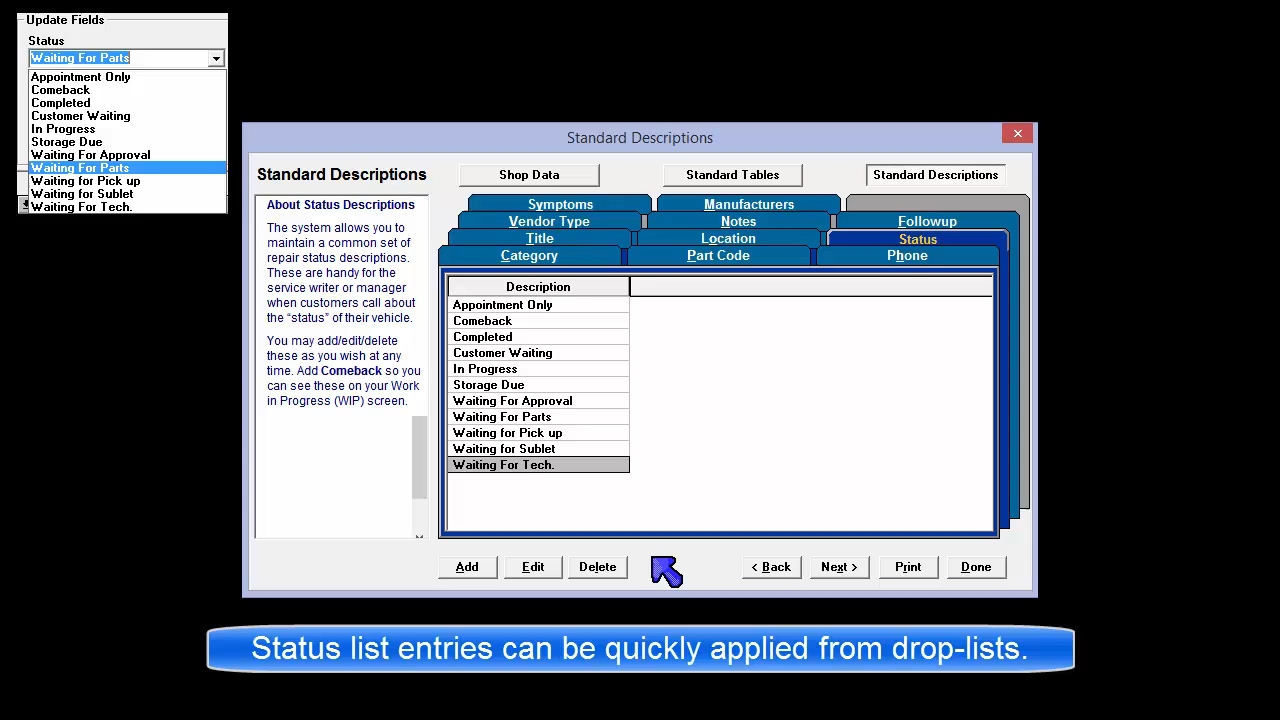 Update Fields
Status
Waiting For Parts
Appointment Only
Comeback
Completed
Customer Waiting
In Progress
Storage Due
Waiting For Approval
Waiting For Parts
Waiting for Pick up
Waiting for Sublet
Waiting For Tech.
Standard Descriptions
Standard Descriptions
Shop Data
Standard Tables
Standard Descriptions
About Status Descriptions
The system allows you to
maintain a common set of
repair status descriptions.
These are handy for the
service writer or manager
when customers call about
the “status” of their vehicle.
You may add/edit/delete
these as you wish at any
time. Add Comeback so you
can see these on your Work
in Progress (WIP) screen.
Symptoms
Manufacturers
Vendor Type
Notes
Followup
Title
Location
Status
Category
Part Code
Phone
Description
Appointment Only
Comeback
Completed
Customer Waiting
In Progress
Storage Due
Waiting For Approval
Waiting For Parts
Waiting for Pick up
Waiting for Sublet
Waiting For Tech.
Add
Edit
Delete
< Back
Next >
Print
Done
Status list entries can be quickly applied from drop-lists.